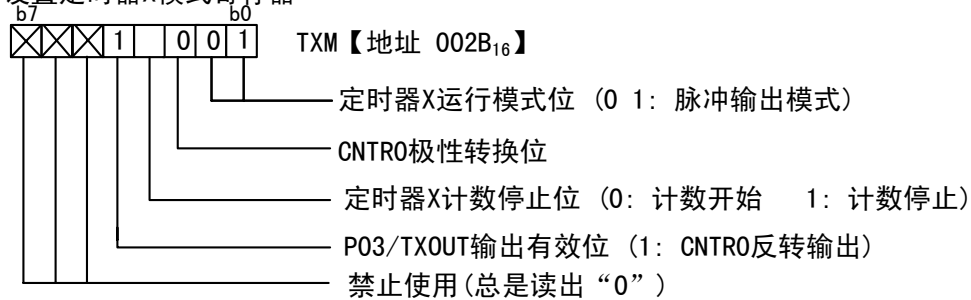 设置定时器X模式寄存器
b7 b0
1 0 0 1 TXM【地址 002B₁₆】
定时器X运行模式位 (0 1: 脉冲输出模式)
CNTR0极性转换位
定时器X计数停止位 (0: 计数开始 1: 计数停止)
P03/TXOUT输出有效位 (1: CNTR0反转输出)
禁止使用(总是读出“0”)